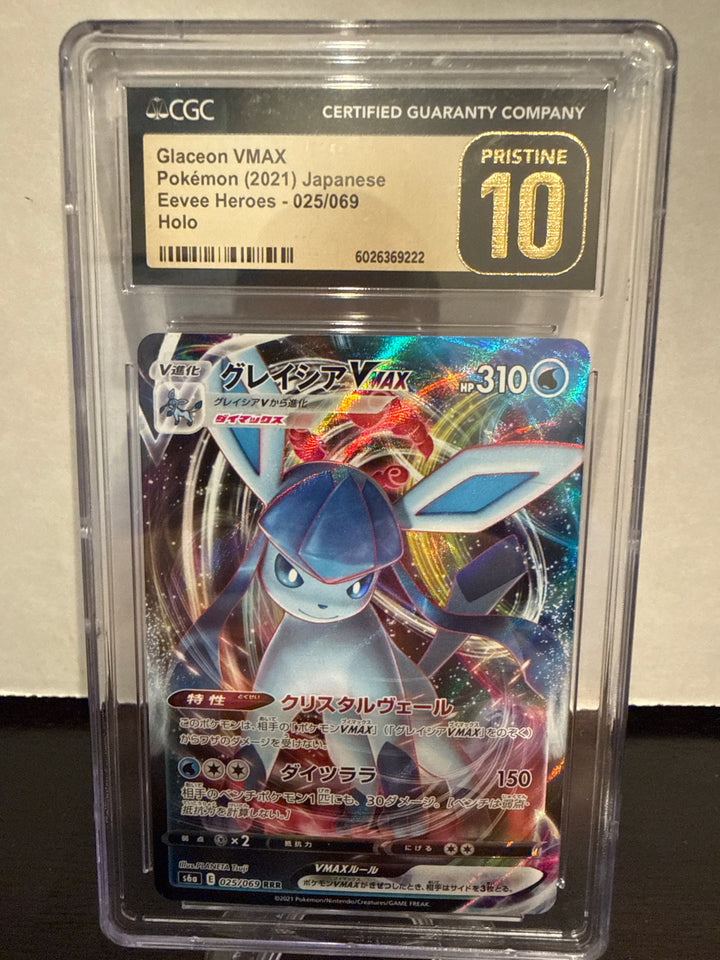 CGC CERTIFIED GUARANTY COMPANY
Glaceon VMAX
Pokémon (2021) Japanese
Eevee Heroes - 025/069
Holo
PRISTINE
10
6026369222
V進化 グレイシアVMAX HP310
グレイシアVから進化
ダイマックス
特性 とくせい クリスタルヴェール
このポケモンは、相手の「ポケモンVMAX」(「グレイシアVMAX」をのぞく)
からワザのダメージを受けない。
ダイツララ 150
相手のベンチポケモン1匹にも、30ダメージ。[ベンチは弱点・
抵抗力を計算しない。]
弱点 ×2 抵抗力 にげる
Illus.PLANETA Tsuji
VMAXルール
s6a E 025/069 RRR
ポケモンVMAXがきぜつしたとき、相手はサイドを3枚とる。
©2021 Pokémon/Nintendo/Creatures/GAME FREAK.